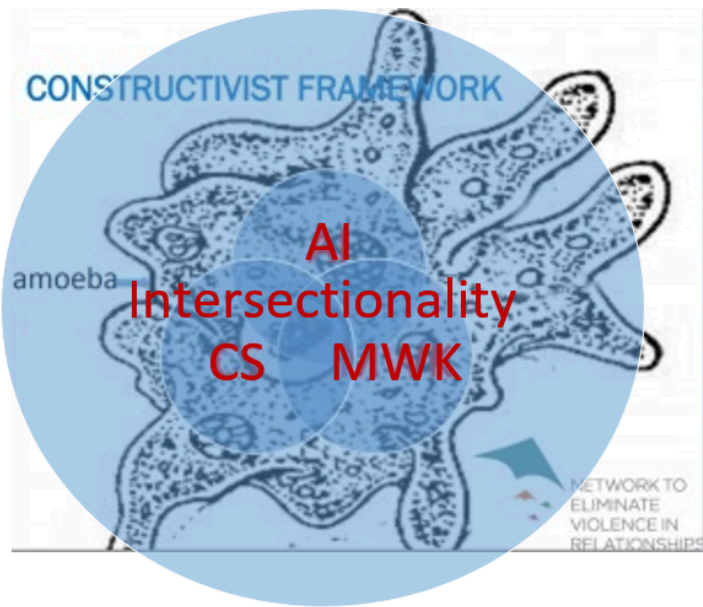 CONSTRUCTIVIST FRAMEWORK
AI
amoeba
Intersectionality
CS MWK
NETWORK TO
ELIMINATE
VIOLENCE IN
RELATIONSHIPS